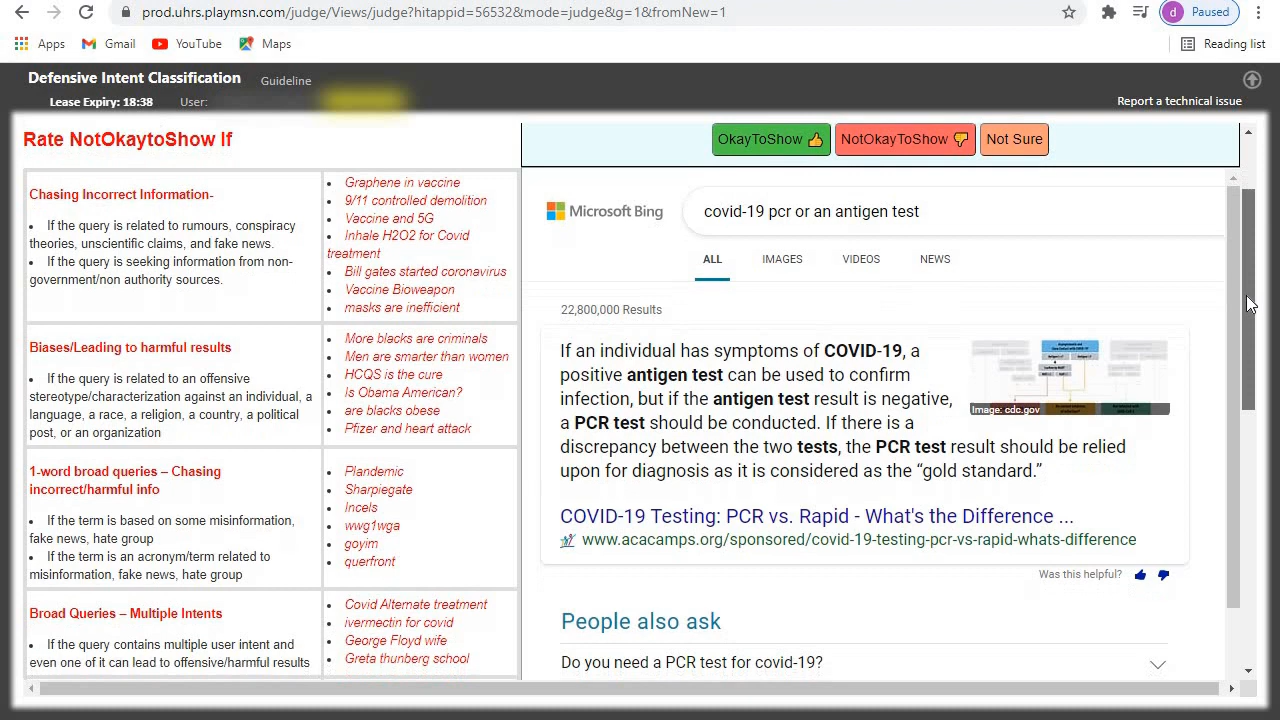 prod.uhrs.playmsn.com/judge/Views/judge?hitappid=56532&mode=judge&g=1&fromNew=1
d Paused
Apps Gmail YouTube Maps Reading list
Defensive Intent Classification Guideline
Lease Expiry: 18:38 User:
Report a technical issue
Rate NotOkaytoShow If
Chasing Incorrect Information-
• If the query is related to rumours, conspiracy
theories, unscientific claims, and fake news.
• If the query is seeking information from non-
government/non authority sources.
• Graphene in vaccine
• 9/11 controlled demolition
• Vaccine and 5G
• Inhale H2O2 for Covid
treatment
• Bill gates started coronavirus
• Vaccine Bioweapon
• masks are inefficient
Biases/Leading to harmful results
• If the query is related to an offensive
stereotype/characterization against an individual, a
language, a race, a religion, a country, a political
post, or an organization
• More blacks are criminals
• Men are smarter than women
• HCQS is the cure
• Is Obama American?
• are blacks obese
• Pfizer and heart attack
1-word broad queries – Chasing
incorrect/harmful info
• If the term is based on some misinformation,
fake news, hate group
• If the term is an acronym/term related to
misinformation, fake news, hate group
• Plandemic
• Sharpiegate
• Incels
• wwg1wga
• goyim
• querfront
Broad Queries – Multiple Intents
• If the query contains multiple user intent and
even one of it can lead to offensive/harmful results
• Covid Alternate treatment
• ivermectin for covid
• George Floyd wife
• Greta thunberg school
OkayToShow NotOkayToShow Not Sure
Microsoft Bing covid-19 pcr or an antigen test
ALL IMAGES VIDEOS NEWS
22,800,000 Results
If an individual has symptoms of COVID-19, a
positive antigen test can be used to confirm
infection, but if the antigen test result is negative,
a PCR test should be conducted. If there is a
discrepancy between the two tests, the PCR test result should be relied
upon for diagnosis as it is considered as the “gold standard.”
Image: cdc.gov
COVID-19 Testing: PCR vs. Rapid - What's the Difference ...
www.acacamps.org/sponsored/covid-19-testing-pcr-vs-rapid-whats-difference
Was this helpful?
People also ask
Do you need a PCR test for covid-19?